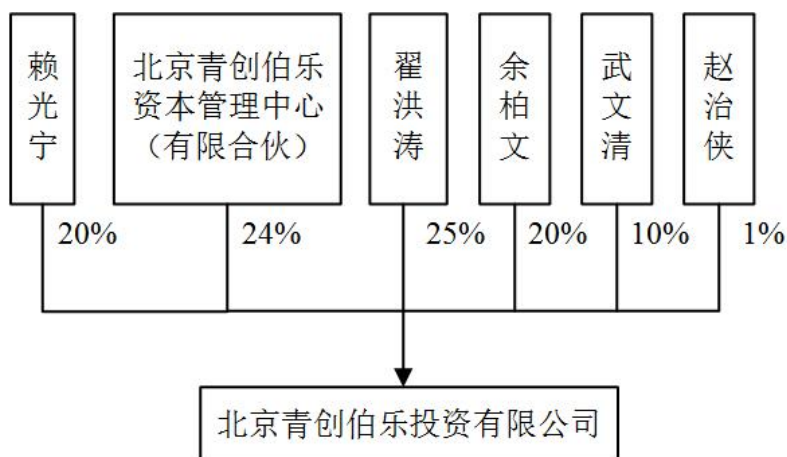 赖光宁
北京青创伯乐
资本管理中心
（有限合伙）
翟洪涛
余柏文
武文清
赵治侠
20%
24%
25%
20%
10%
1%
北京青创伯乐投资有限公司